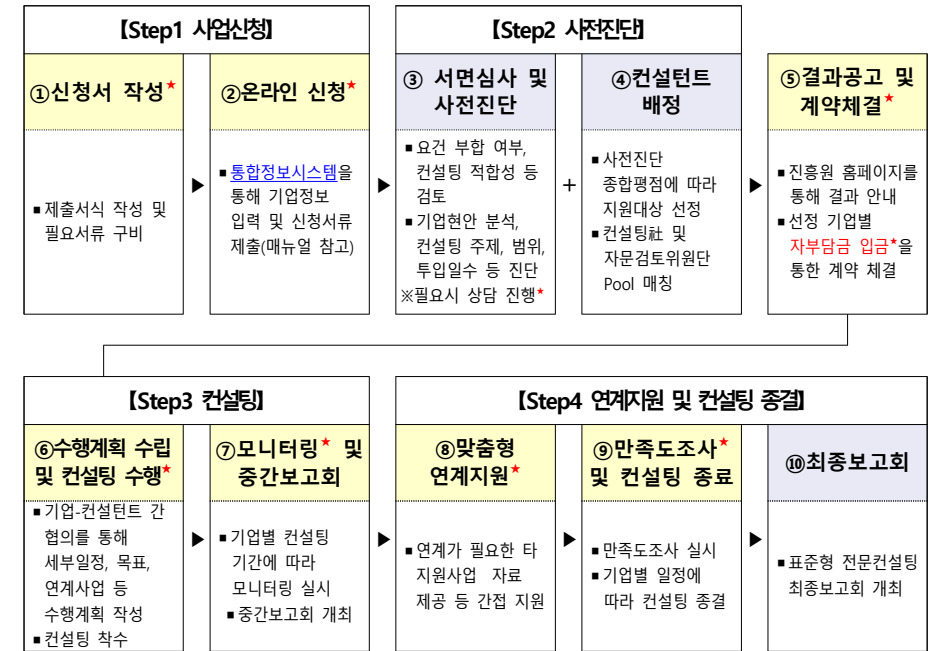 【Step1 사업신청】
①신청서 작성★
■ 제출서식 작성 및
필요서류 구비
▶
②온라인 신청★
■ 통합정보시스템을
통해 기업정보
입력 및 신청서류
제출(매뉴얼 참고)
▶
【Step2 사전진단】
③ 서면심사 및
사전진단
■ 요건 부합 여부,
컨설팅 적합성 등
검토
■ 기업현안 분석,
컨설팅 주제, 범위,
투입일수 등 진단
※필요시 상담 진행★
+
④컨설턴트
배정
■ 사전진단
종합평점에 따라
지원대상 선정
■ 컨설팅社 및
자문검토위원단
Pool 매칭
▶
⑤결과공고 및
계약체결★
■ 진흥원 홈페이지를
통해 결과 안내
■ 선정 기업별
자부담금 입금★을
통한 계약 체결
【Step3 컨설팅】
⑥수행계획 수립
및 컨설팅 수행★
■ 기업-컨설턴트 간
협의를 통해
세부일정, 목표,
연계사업 등
수행계획 작성
■ 컨설팅 착수
▶
⑦모니터링★ 및
중간보고회
■ 기업별 컨설팅
기간에 따라
모니터링 실시
■ 중간보고회 개최
▶
【Step4 연계지원 및 컨설팅 종결】
⑧맞춤형
연계지원★
■ 연계가 필요한 타
지원사업 자료
제공 등 간접 지원
▶
⑨만족도조사★
및 컨설팅 종료
■ 만족도조사 실시
■ 기업별 일정에
따라 컨설팅 종결
▶
⑩최종보고회
■ 표준형 전문컨설팅
최종보고회 개최